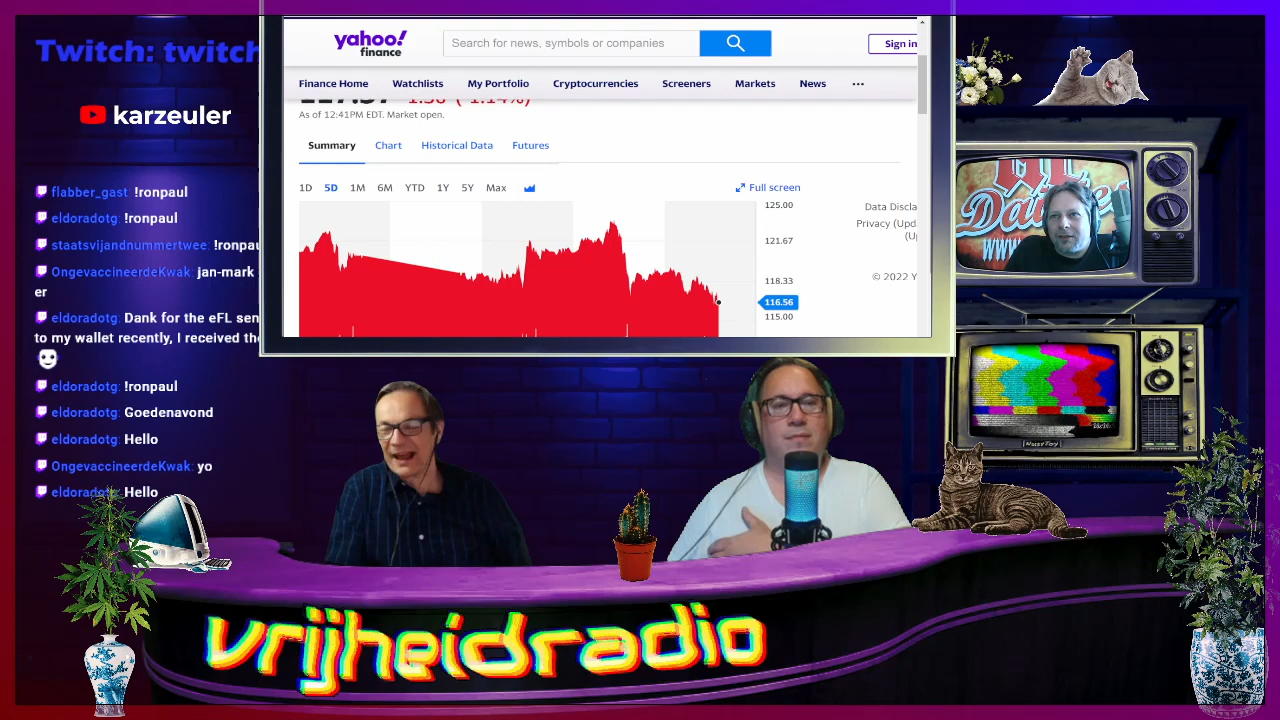 Twitch: twitch
karzeuler
flabber_gast !ronpaul
eldoradotg: !ronpaul
staatsvijandnummertwee: !ronpau
OngevaccineerdeKwak: jan-mark
er
eldoradotg: Dank for the eFL sen
to my wallet recently, I received the
eldoradotg: !ronpaul
eldoradotg: Goedenavond
eldoradotg: Hello
OngevaccineerdeKwak: yo
eldoradotg: Hello
yahoo!
finance
Search for news, symbols or companies
Sign in
Finance Home Watchlists My Portfolio Cryptocurrencies Screeners Markets News ...
As of 12:41PM EDT. Market open.
Summary Chart Historical Data Futures
1D 5D 1M 6M YTD 1Y 5Y Max
Full screen
125.00
121.67
118.33
116.56
115.00
Data Discla
Privacy (Upd
(Up
© 2022 Y
WWW
vrijheidradio